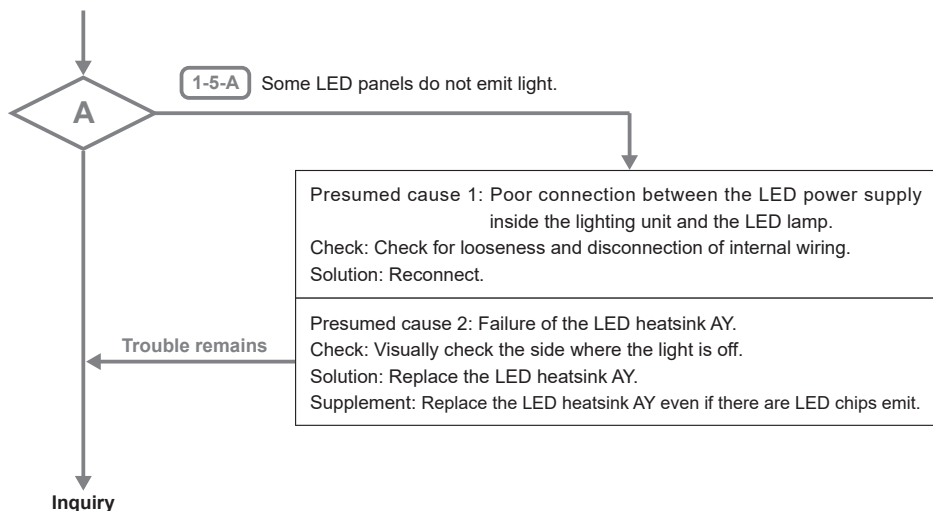 1-5-A Some LED panels do not emit light.
A
Presumed cause 1: Poor connection between the LED power supply
inside the lighting unit and the LED lamp.
Check: Check for looseness and disconnection of internal wiring.
Solution: Reconnect.
Presumed cause 2: Failure of the LED heatsink AY.
Trouble remains
Check: Visually check the side where the light is off.
Solution: Replace the LED heatsink AY.
Supplement: Replace the LED heatsink AY even if there are LED chips emit.
Inquiry